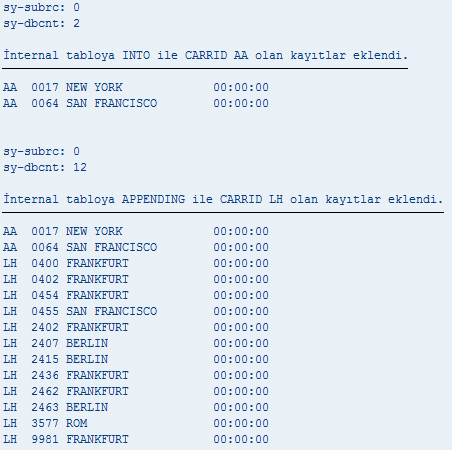 sy-subrc: 0
sy-dbcnt: 2
İnternal tabloya INTO ile CARRID AA olan kayıtlar eklendi.
AA 0017 NEW YORK 00:00:00
AA 0064 SAN FRANCISCO 00:00:00
sy-subrc: 0
sy-dbcnt: 12
İnternal tabloya APPENDING ile CARRID LH olan kayıtlar eklendi.
AA 0017 NEW YORK 00:00:00
AA 0064 SAN FRANCISCO 00:00:00
LH 0400 FRANKFURT 00:00:00
LH 0402 FRANKFURT 00:00:00
LH 0454 FRANKFURT 00:00:00
LH 0455 SAN FRANCISCO 00:00:00
LH 2402 FRANKFURT 00:00:00
LH 2407 BERLIN 00:00:00
LH 2415 BERLIN 00:00:00
LH 2436 FRANKFURT 00:00:00
LH 2462 FRANKFURT 00:00:00
LH 2463 BERLIN 00:00:00
LH 3577 ROM 00:00:00
LH 9981 FRANKFURT 00:00:00